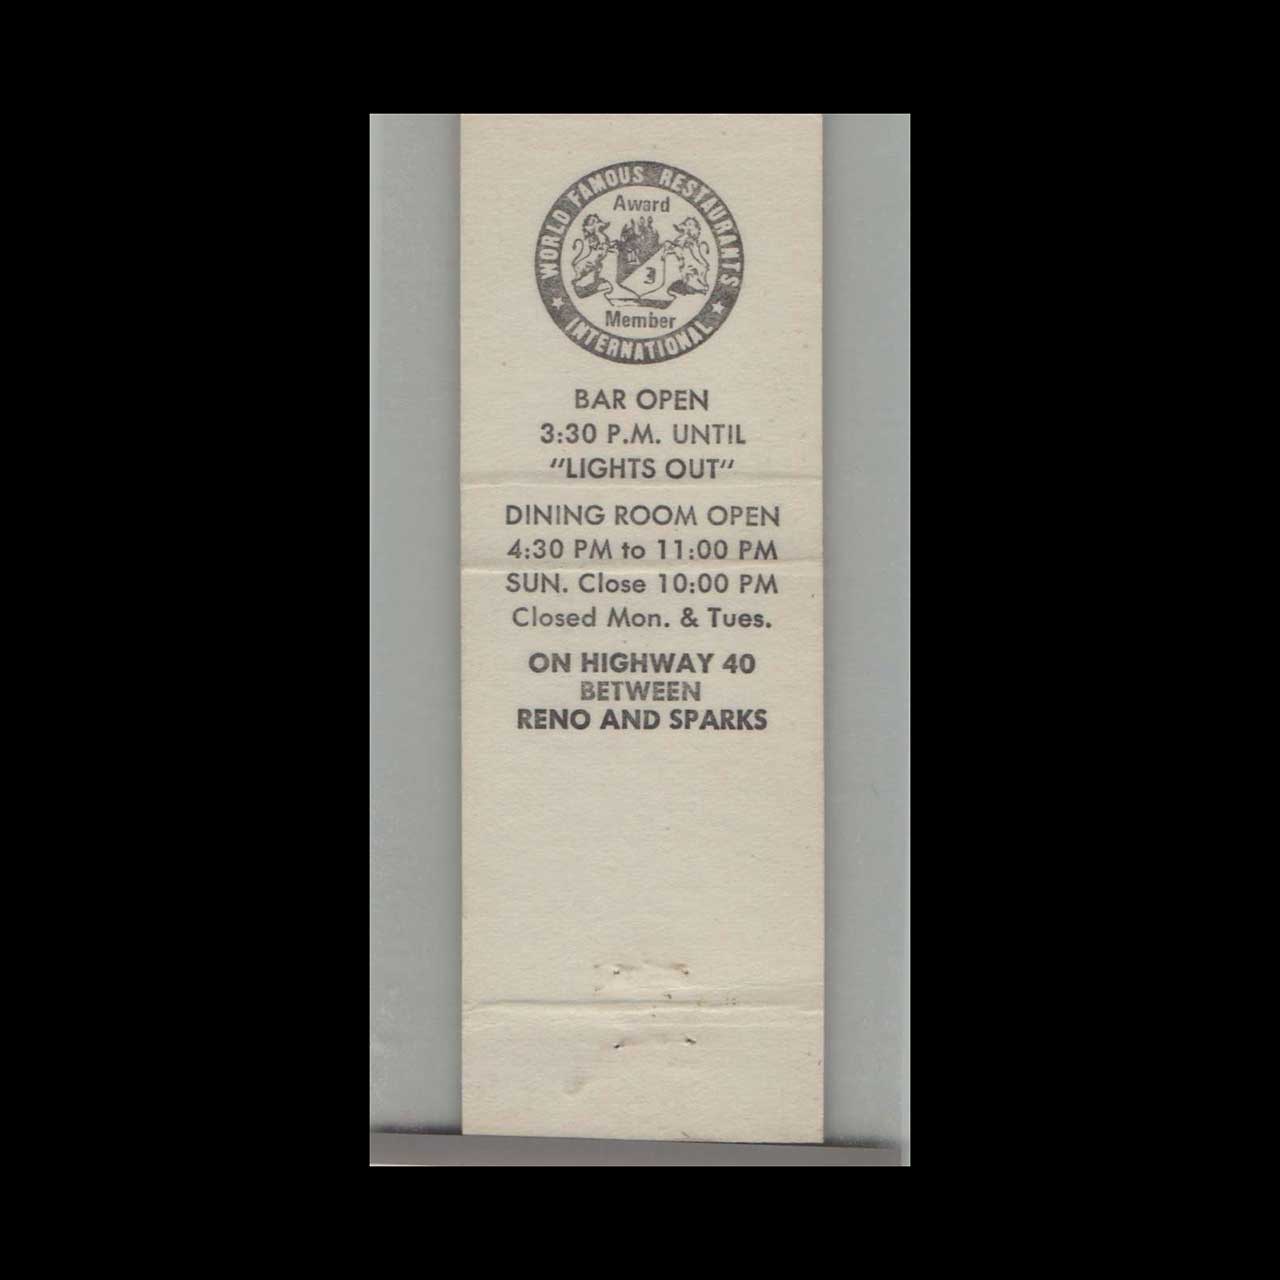 WORLD FAMOUS RESTAURANTS
Award
Member
INTERNATIONAL
BAR OPEN
3:30 P.M. UNTIL
"LIGHTS OUT"
DINING ROOM OPEN
4:30 PM to 11:00 PM
SUN. Close 10:00 PM
Closed Mon. & Tues.
ON HIGHWAY 40
BETWEEN
RENO AND SPARKS